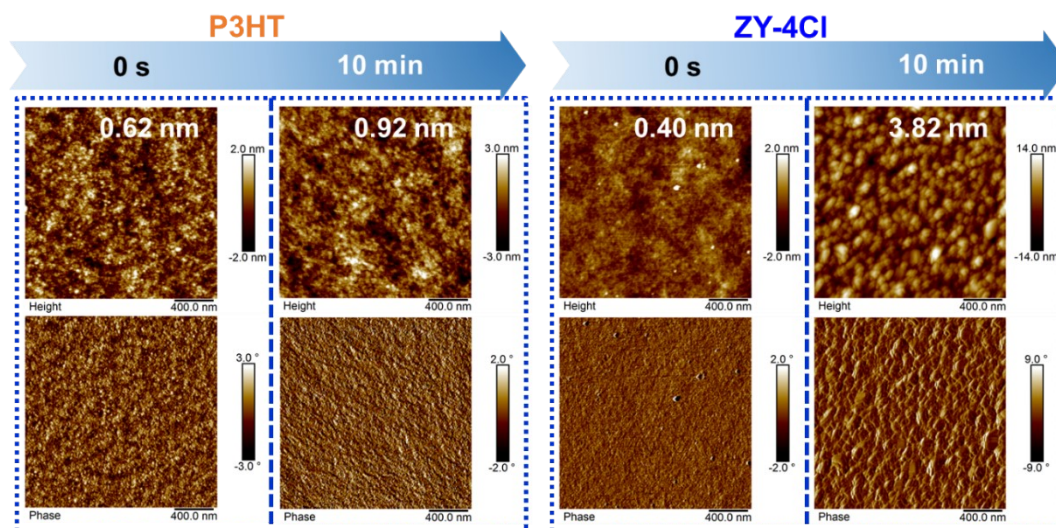 P3HT
ZY-4Cl
0 s
10 min
0 s
10 min
0.62 nm
2.0 nm
-2.0 nm
Height
400.0 nm
0.92 nm
3.0 nm
-3.0 nm
Height
400.0 nm
0.40 nm
2.0 nm
-2.0 nm
Height
400.0 nm
3.82 nm
14.0 nm
-14.0 nm
Height
400.0 nm
3.0 °
-3.0 °
Phase
400.0 nm
2.0 °
-2.0 °
Phase
400.0 nm
2.0 °
-2.0 °
Phase
400.0 nm
9.0 °
-9.0 °
Phase
400.0 nm